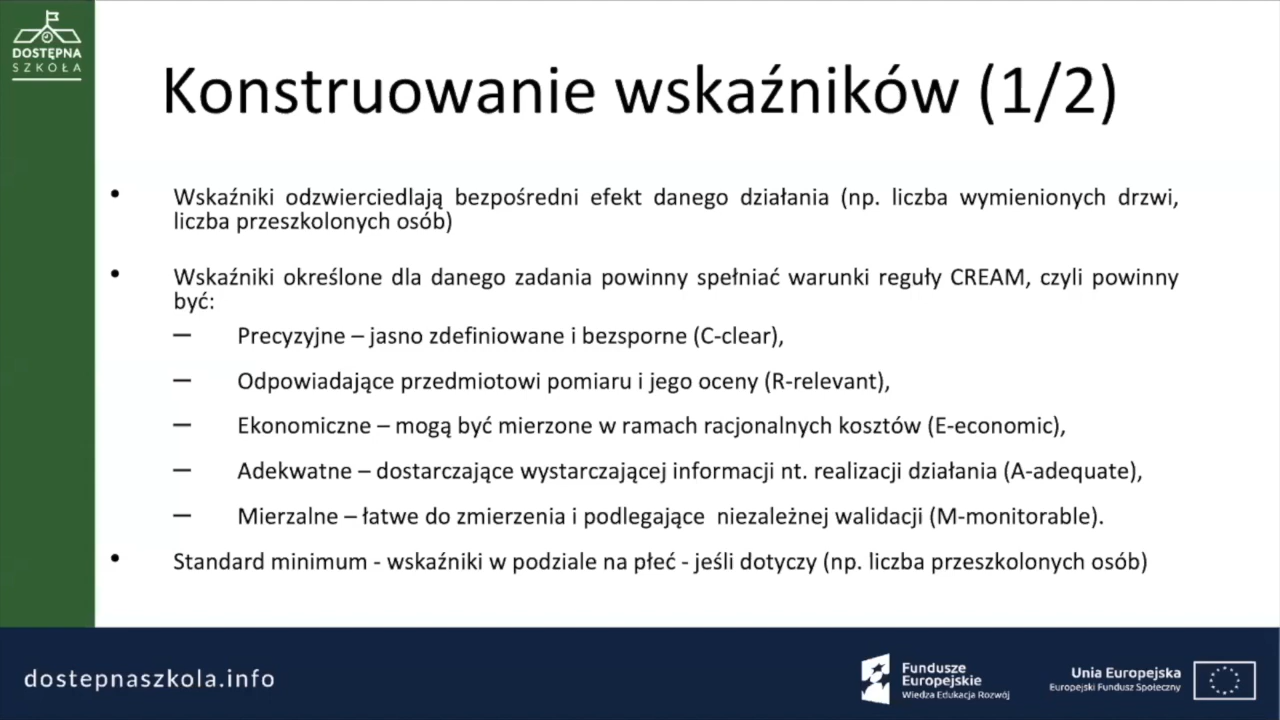 DOSTĘPNA
SZKOŁA
Konstruowanie wskaźników (1/2)
• Wskaźniki odzwierciedlają bezpośredni efekt danego działania (np. liczba wymienionych drzwi,
liczba przeszkolonych osób)
• Wskaźniki określone dla danego zadania powinny spełniać warunki reguły CREAM, czyli powinny
być:
— Precyzyjne – jasno zdefiniowane i bezsporne (C-clear),
— Odpowiadające przedmiotowi pomiaru i jego oceny (R-relevant),
— Ekonomiczne – mogą być mierzone w ramach racjonalnych kosztów (E-economic),
— Adekwatne – dostarczające wystarczającej informacji nt. realizacji działania (A-adequate),
— Mierzalne – łatwe do zmierzenia i podlegające  niezależnej walidacji (M-monitorable).
• Standard minimum - wskaźniki w podziale na płeć - jeśli dotyczy (np. liczba przeszkolonych osób)
dostepnaszkola.info
Fundusze
Europejskie
Wiedza Edukacja Rozwój
Unia Europejska
Europejski Fundusz Społeczny